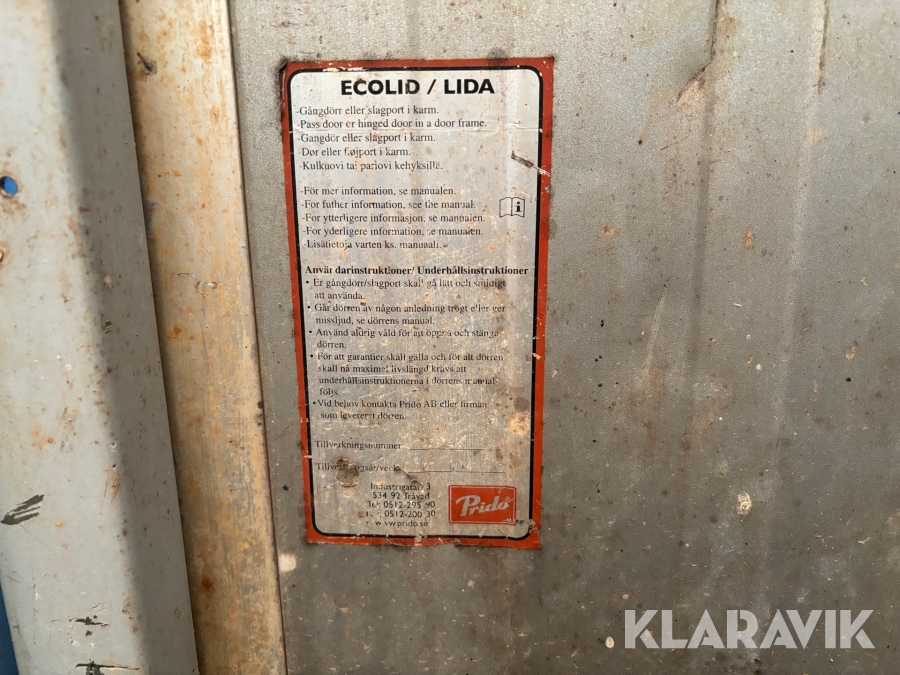 ECOLID / LIDA
-Gångdörr eller slagport i karm.
-Pass door or hinged door in a door frame.
-Gangdør eller slagport i karm.
-Dør eller fløjport i karm.
-Kulkuovi tai pariovi kehyksillä.
-För mer information, se manualen.
-For futher information, see the manual.
-For ytterligere informasjon, se manualen.
-For yderligere information, se manualen.
-Lisätietoja varten ks. manuaali.
Använ darinstruktioner/ Underhållsinstruktioner
• Er gångdörr/slagport skall gå lätt och smidigt
att använda.
• Går dörren av någon anledning trögt eller ger
missljud, se dörrens manual.
• Använd aldrig våld för att öppna och stänga
dörren.
• För att garantier skall gälla och för att dörren
skall nå maximal livslängd krävs att
underhållsinstruktionerna i dörrens manual
följs.
• Vid behov kontakta Prido AB eller firman
som levererat dörren.
Tillverkningsnummer
Tillverkningsår/vecka
Industrigatan 3
534 92 Tråvad
Tel: 0512-295 90
0512-200 30
www.prido.se
Prido
KLARAVIK